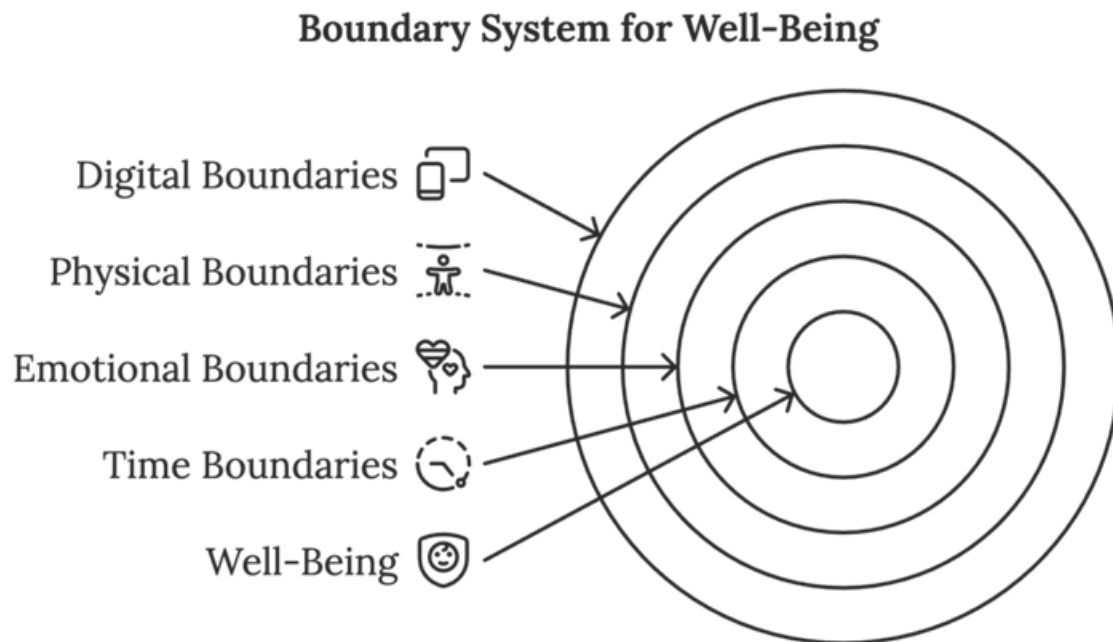 Boundary System for Well-Being
Digital Boundaries
Physical Boundaries
Emotional Boundaries
Time Boundaries
Well-Being